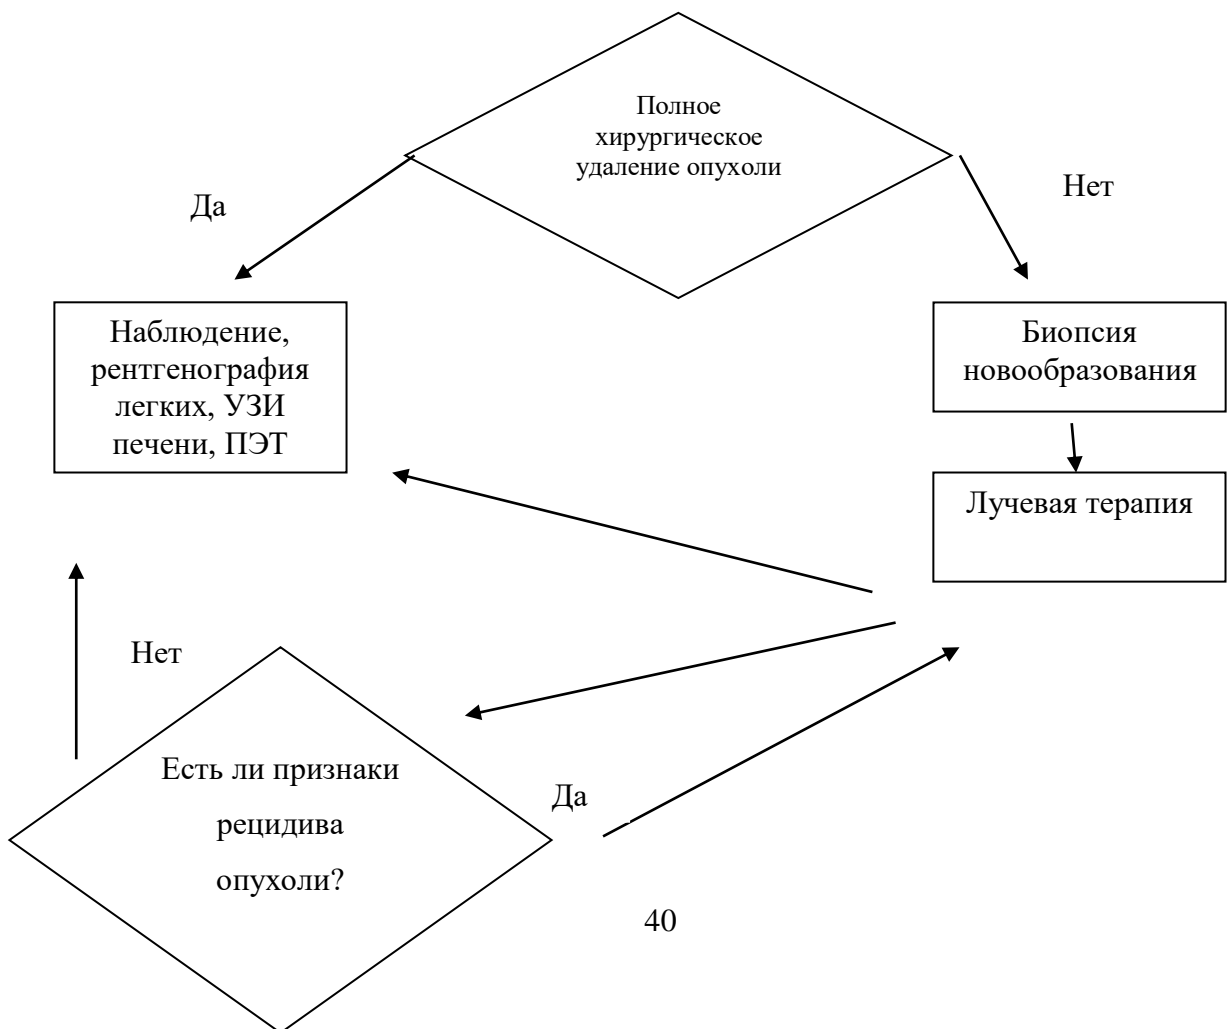 Полное
хирургическое
удаление опухоли
Да
Нет
Наблюдение,
рентгенография
легких, УЗИ
печени, ПЭТ
Биопсия
новообразования
Лучевая терапия
Нет
Есть ли признаки
рецидива
опухоли?
Да
40